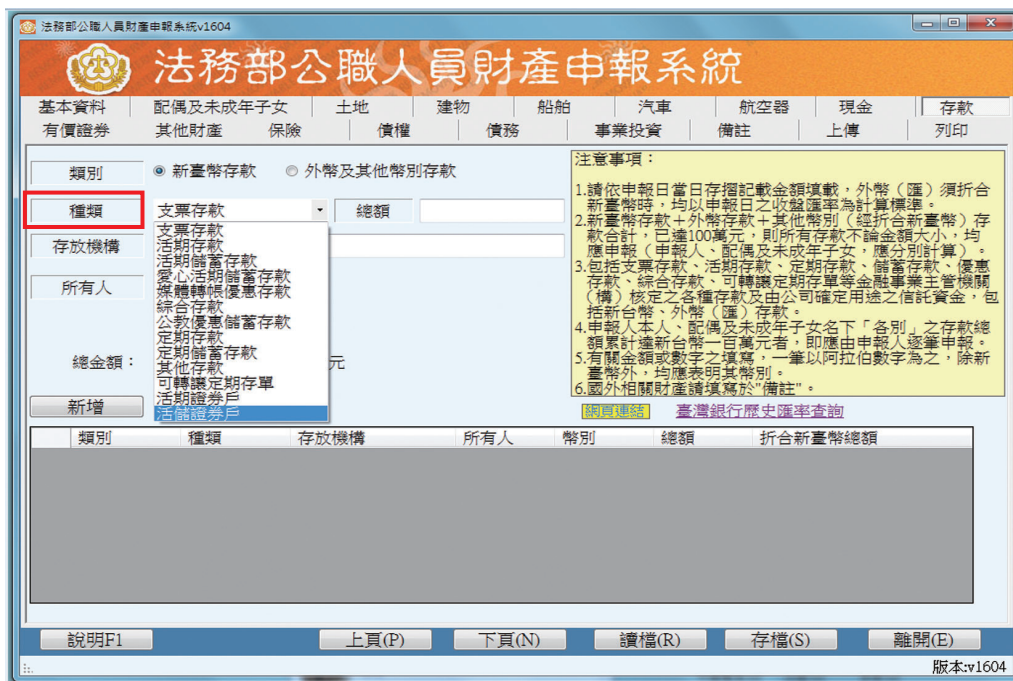 法務部公職人員財產申報系統v1604
法務部公職人員財產申報系統
基本資料 配偶及未成年子女 土地 建物 船舶 汽車 航空器 現金 存款
有價證券 其他財產 保險 債權 債務 事業投資 備註 上傳 列印
類別 新臺幣存款 外幣及其他幣別存款
種類 支票存款 總額
存放機構
所有人
總金額： 元
新增
支票存款
活期存款
活期儲蓄存款
愛心活期儲蓄存款
媒體轉帳優惠存款
綜合存款
公教優惠儲蓄存款
定期存款
定期儲蓄存款
其他存款
可轉讓定期存單
活期證券戶
活儲證券戶
注意事項：
1.請依申報日當日存摺記載金額填載，外幣（匯）須折合
新臺幣時，均以申報日之收盤匯率為計算標準。
2.新臺幣存款＋外幣存款＋其他幣別（經折合新臺幣）存
款合計，已達100萬元，則所有存款不論金額大小，均
應申報（申報人、配偶及未成年子女，應分別計算）。
3.包括支票存款、活期存款、定期存款、儲蓄存款、優惠
存款、綜合存款、可轉讓定期存單等金融事業主管機關
（構）核定之各種存款及由公司確定用途之信託資金，包
括新台幣、外幣（匯）存款。
4.申報人本人、配偶及未成年子女名下「各別」之存款總
額累計達新台幣一百萬元者，即應由申報人逐筆申報。
5.有關金額或數字之填寫，一筆以阿拉伯數字為之，除新
臺幣外，均應表明其幣別。
6.國外相關財產請填寫於"備註"。
網頁連結 臺灣銀行歷史匯率查詢
類別 種類 存放機構 所有人 幣別 總額 折合新臺幣總額
說明F1 上頁(P) 下頁(N) 讀檔(R) 存檔(S) 離開(E)
版本:v1604